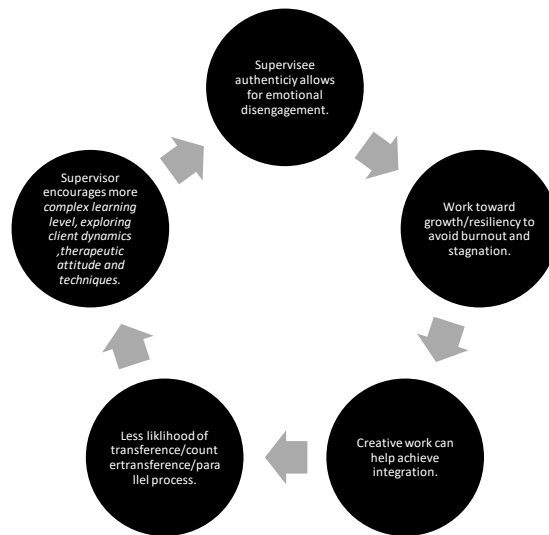 Supervisee
authenticiy allows
for emotional
disengagement.
Work toward
growth/resiliency to
avoid burnout and
stagnation.
Creative work can
help achieve
integration.
Less liklihood of
transference/count
ertransference/para
llel process.
Supervisor
encourages more
complex learning
level, exploring
client dynamics
,therapeutic
attitude and
techniques.